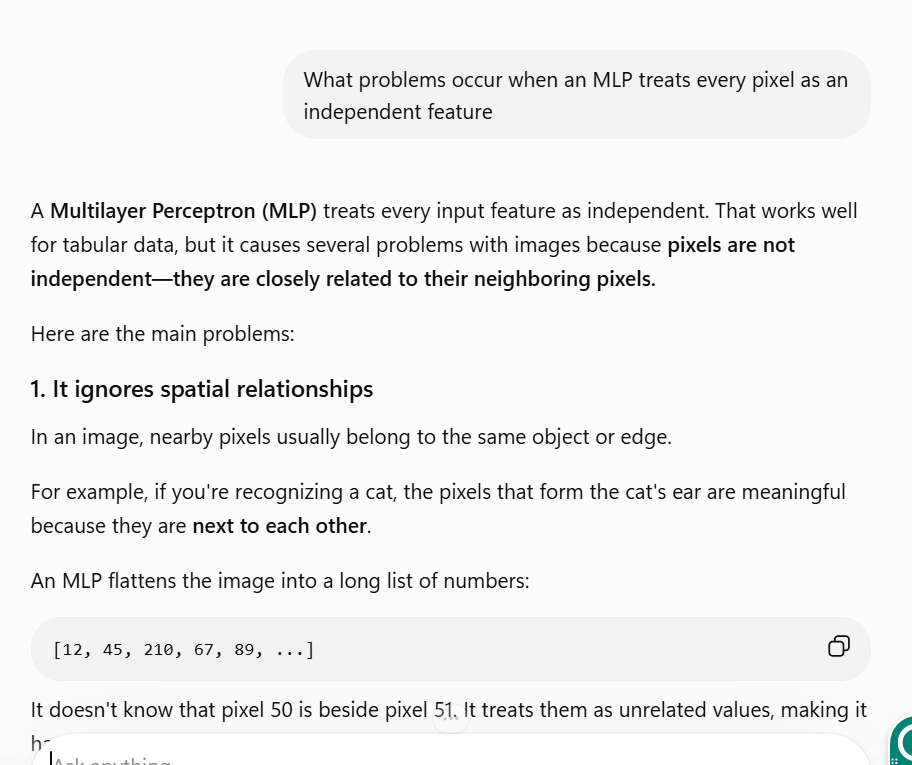 What problems occur when an MLP treats every pixel as an
independent feature
A Multilayer Perceptron (MLP) treats every input feature as independent. That works well
for tabular data, but it causes several problems with images because pixels are not
independent—they are closely related to their neighboring pixels.
Here are the main problems:
1. It ignores spatial relationships
In an image, nearby pixels usually belong to the same object or edge.
For example, if you're recognizing a cat, the pixels that form the cat's ear are meaningful
because they are next to each other.
An MLP flattens the image into a long list of numbers:
[12, 45, 210, 67, 89, ...]
It doesn't know that pixel 50 is beside pixel 51. It treats them as unrelated values, making it
Ask anything